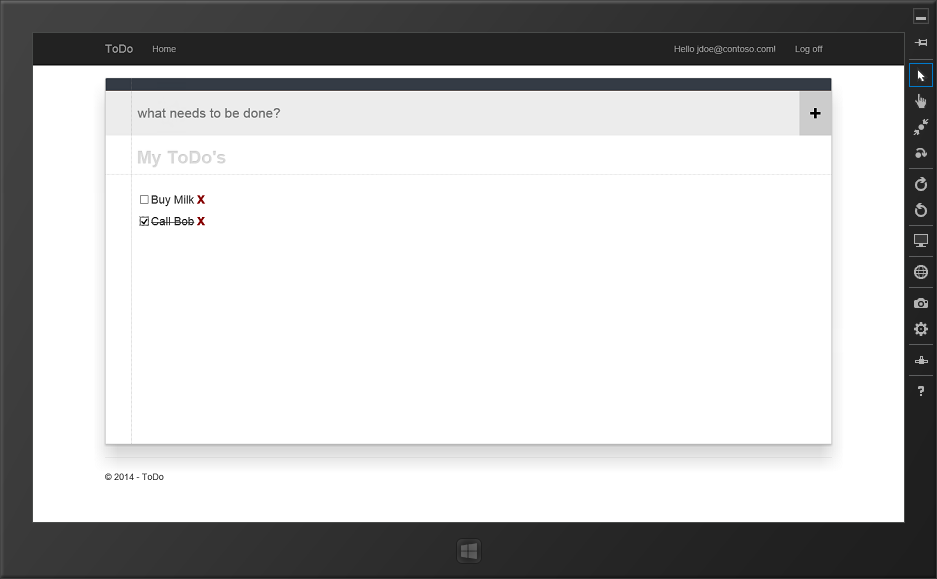 ToDo Home Hello jdoe@contoso.com! Log off
what needs to be done? +
My ToDo's
Buy Milk X
Call Bob X
© 2014 - ToDo
?